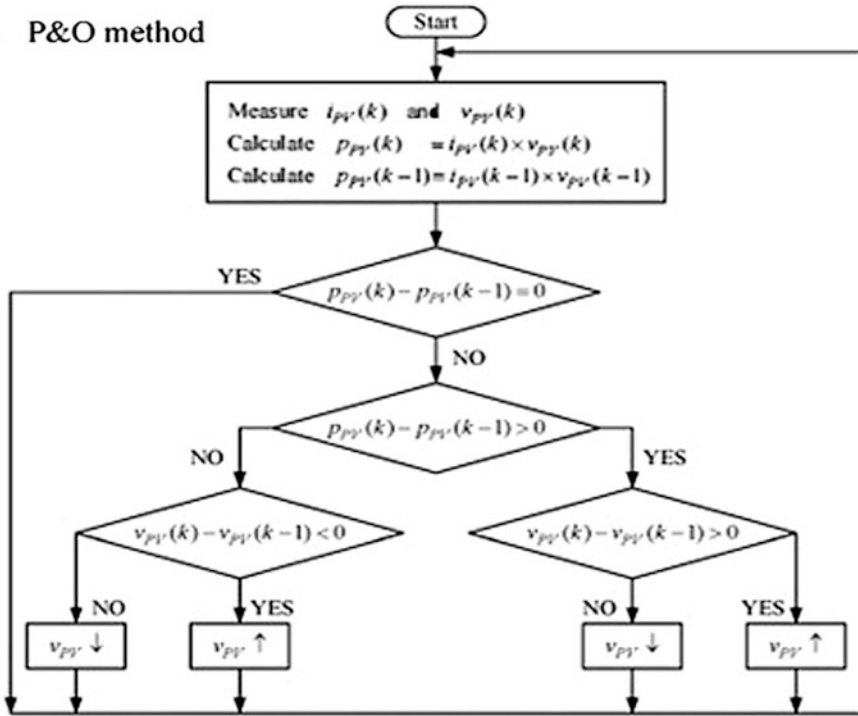 P&O method
Start
Measure i_PV(k) and v_PV(k)
Calculate p_PV(k) = i_PV(k)×v_PV(k)
Calculate p_PV(k−1)= i_PV(k−1)×v_PV(k−1)
YES
p_PV(k)−p_PV(k−1)=0
NO
p_PV(k)−p_PV(k−1)>0
NO
YES
v_PV(k)−v_PV(k−1)<0
v_PV(k)−v_PV(k−1)>0
NO
YES
NO
YES
v_PV ↓
v_PV ↑
v_PV ↓
v_PV ↑